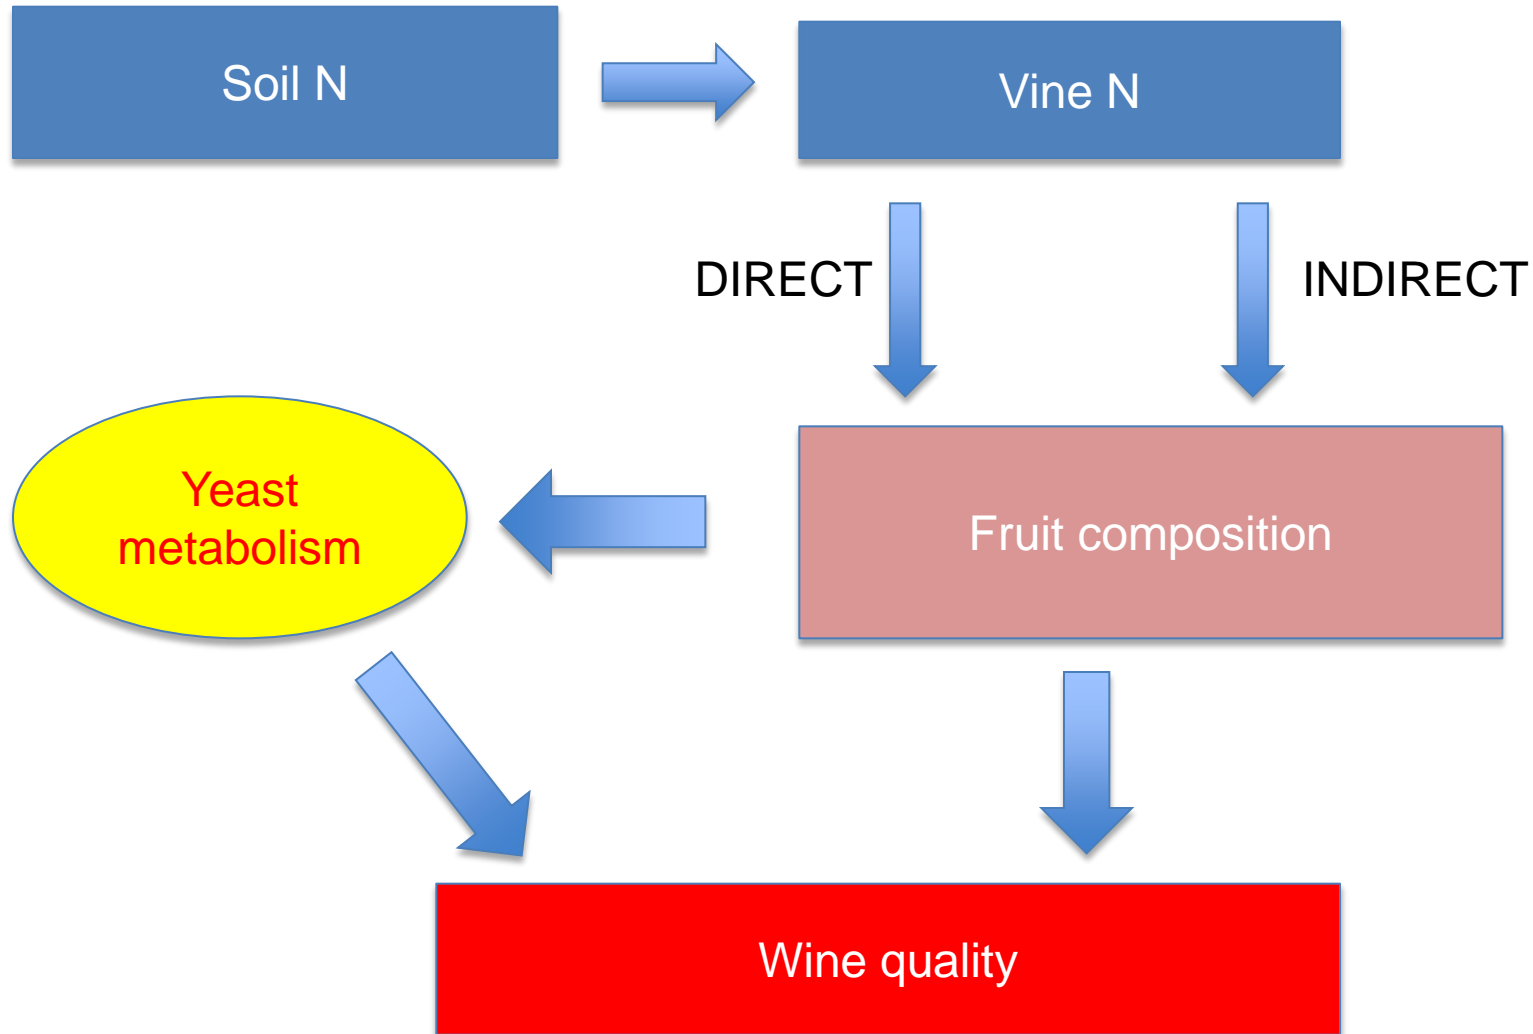 Soil N
Vine N
DIRECT
INDIRECT
Yeast
metabolism
Fruit composition
Wine quality